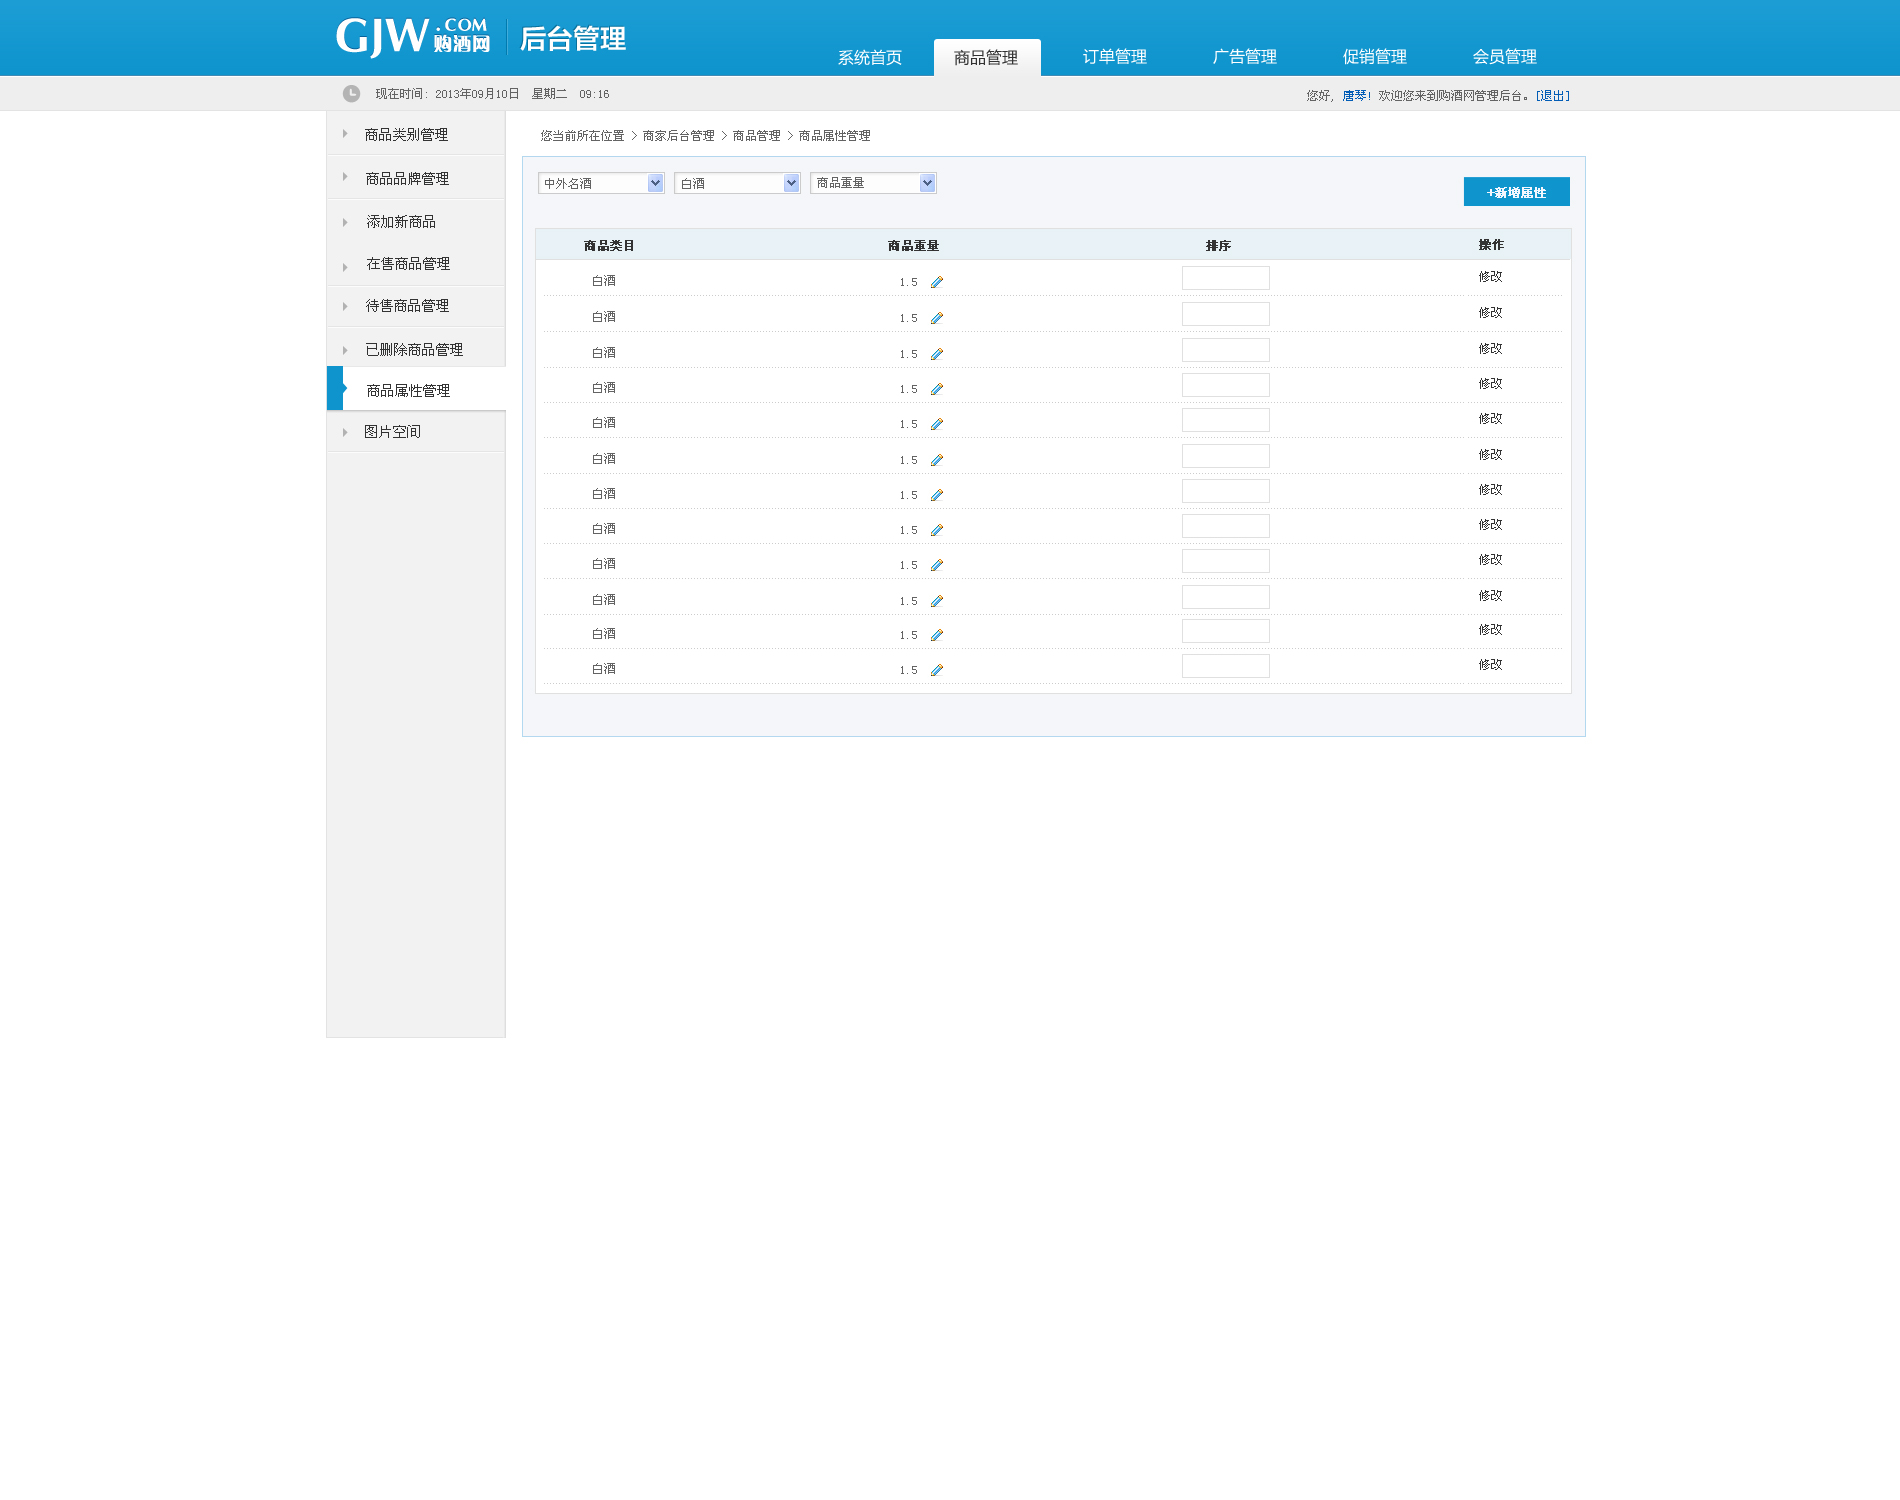 GJW.COM 购酒网 后台管理
系统首页 商品管理 订单管理 广告管理 促销管理 会员管理
现在时间：2013年09月10日 星期二 09:16
您好，唐琴！欢迎您来到购酒网管理后台。[退出]
商品类别管理
商品品牌管理
添加新商品
在售商品管理
待售商品管理
已删除商品管理
商品属性管理
图片空间
您当前所在位置 > 商家后台管理 > 商品管理 > 商品属性管理
中外名酒 白酒 商品重量
+新增属性
商品类目 商品重量 排序 操作
白酒 1.5 修改
白酒 1.5 修改
白酒 1.5 修改
白酒 1.5 修改
白酒 1.5 修改
白酒 1.5 修改
白酒 1.5 修改
白酒 1.5 修改
白酒 1.5 修改
白酒 1.5 修改
白酒 1.5 修改
白酒 1.5 修改